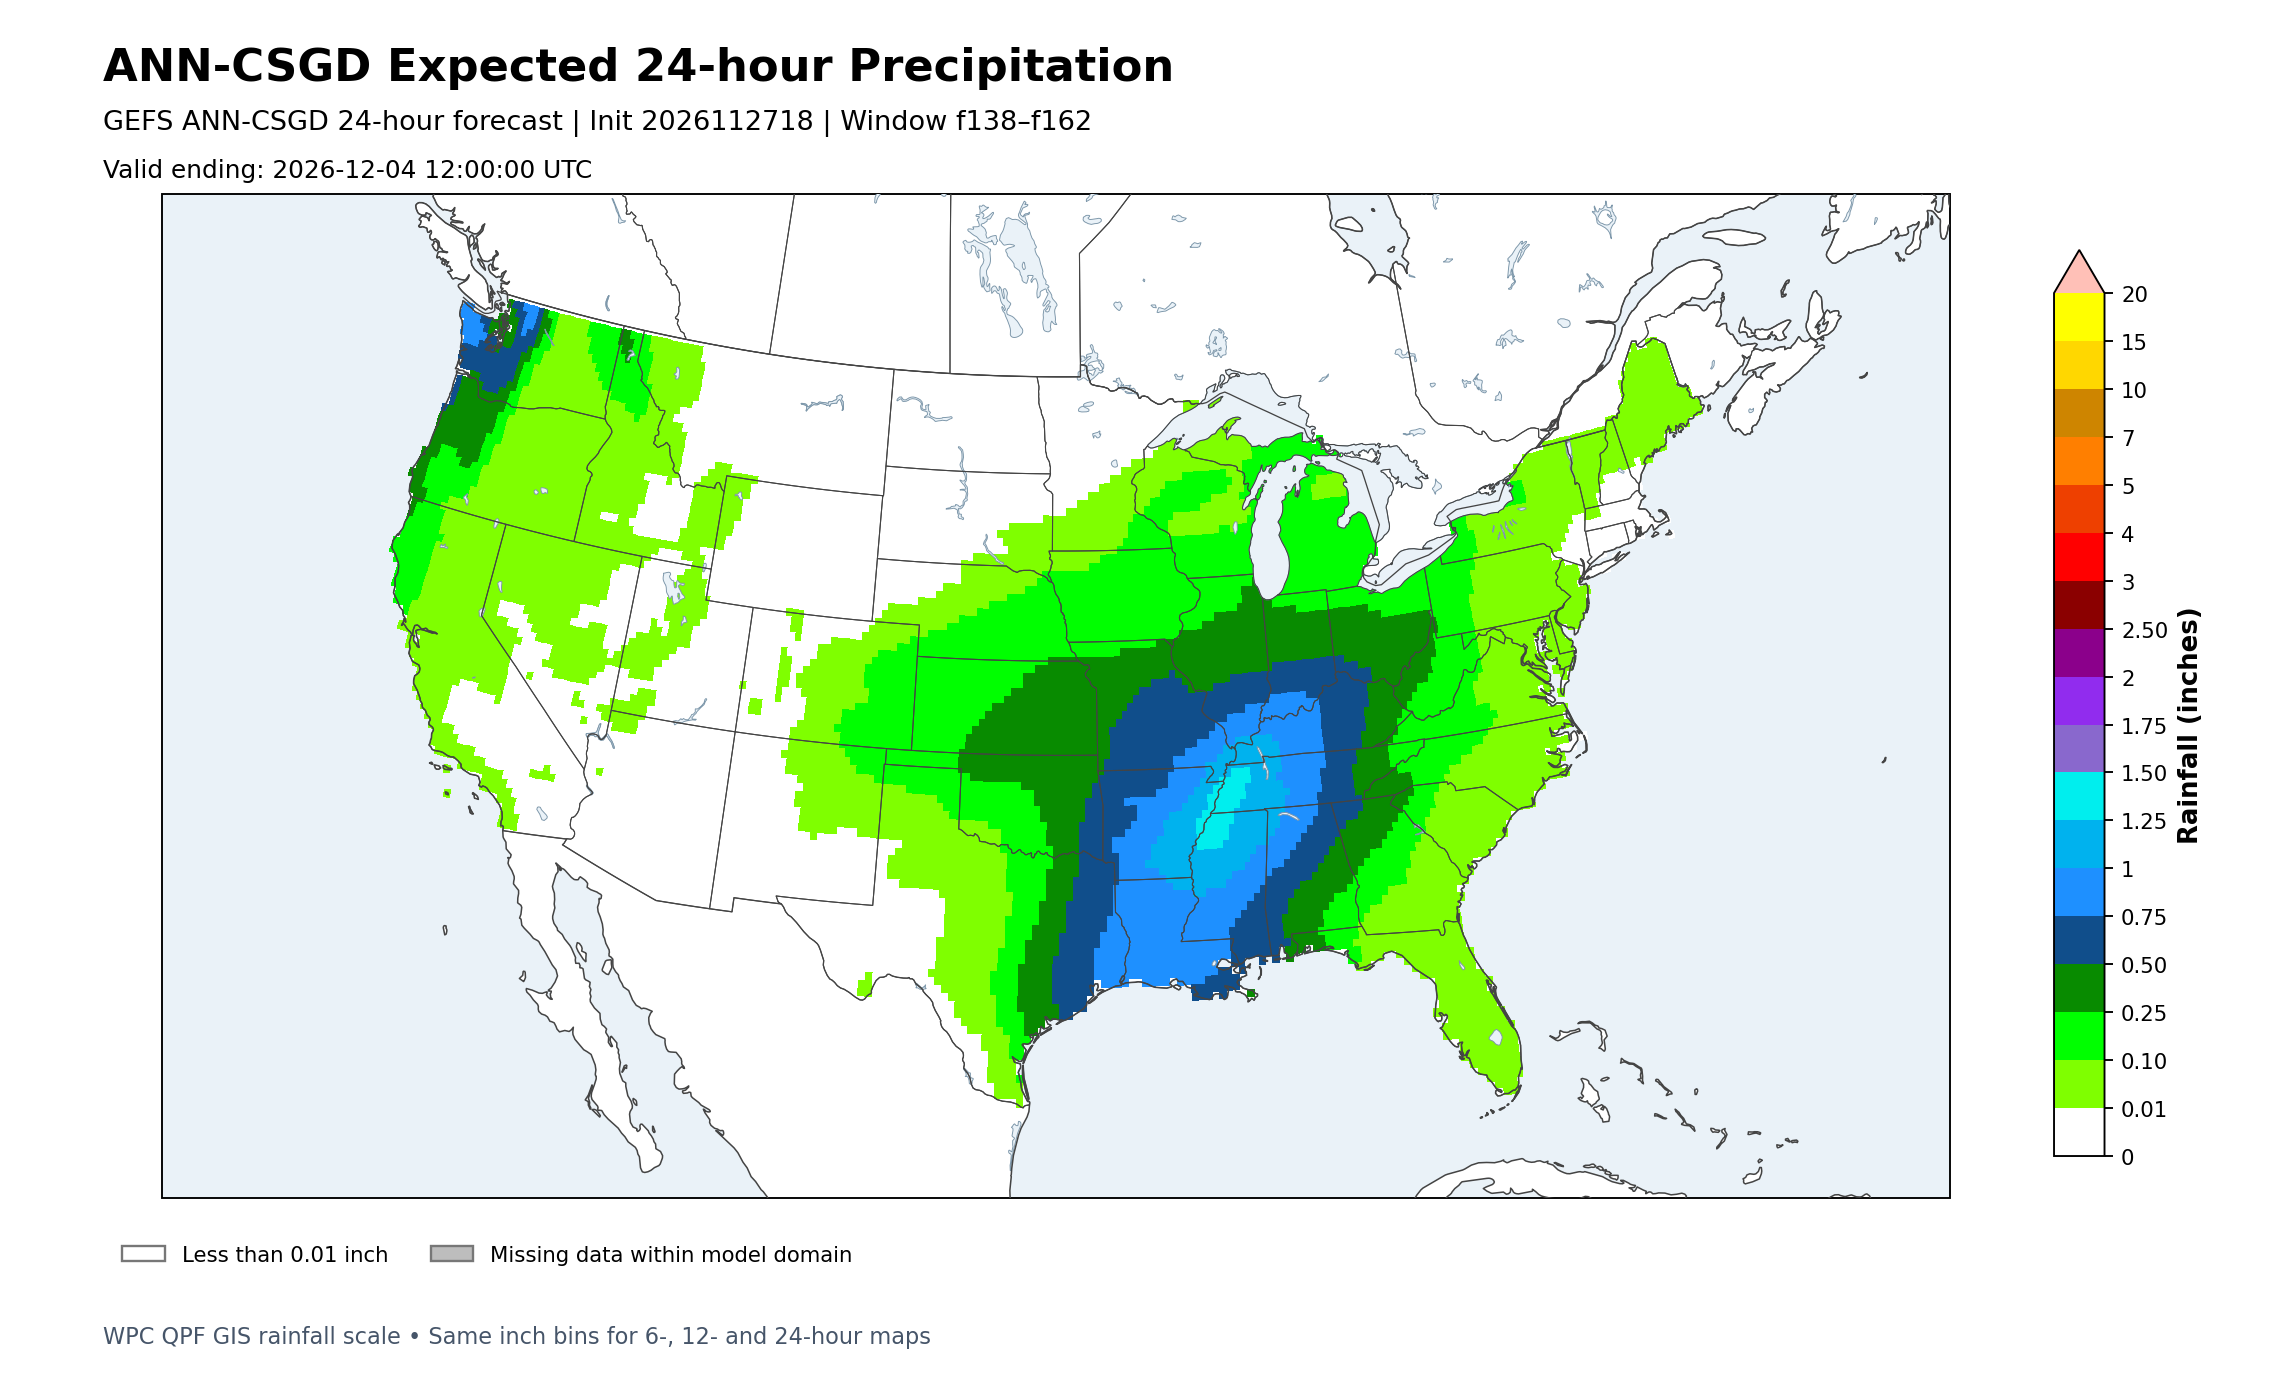 ANN-CSGD Expected 24-hour Precipitation
GEFS ANN-CSGD 24-hour forecast | Init 2026112718 | Window f138–f162
Valid ending: 2026-12-04 12:00:00 UTC
20
15
10
7
5
4
3
2.50
2
1.75
1.50
1.25
1
0.75
0.50
0.25
0.10
0.01
0
Rainfall (inches)
Less than 0.01 inch
Missing data within model domain
WPC QPF GIS rainfall scale • Same inch bins for 6-, 12- and 24-hour maps